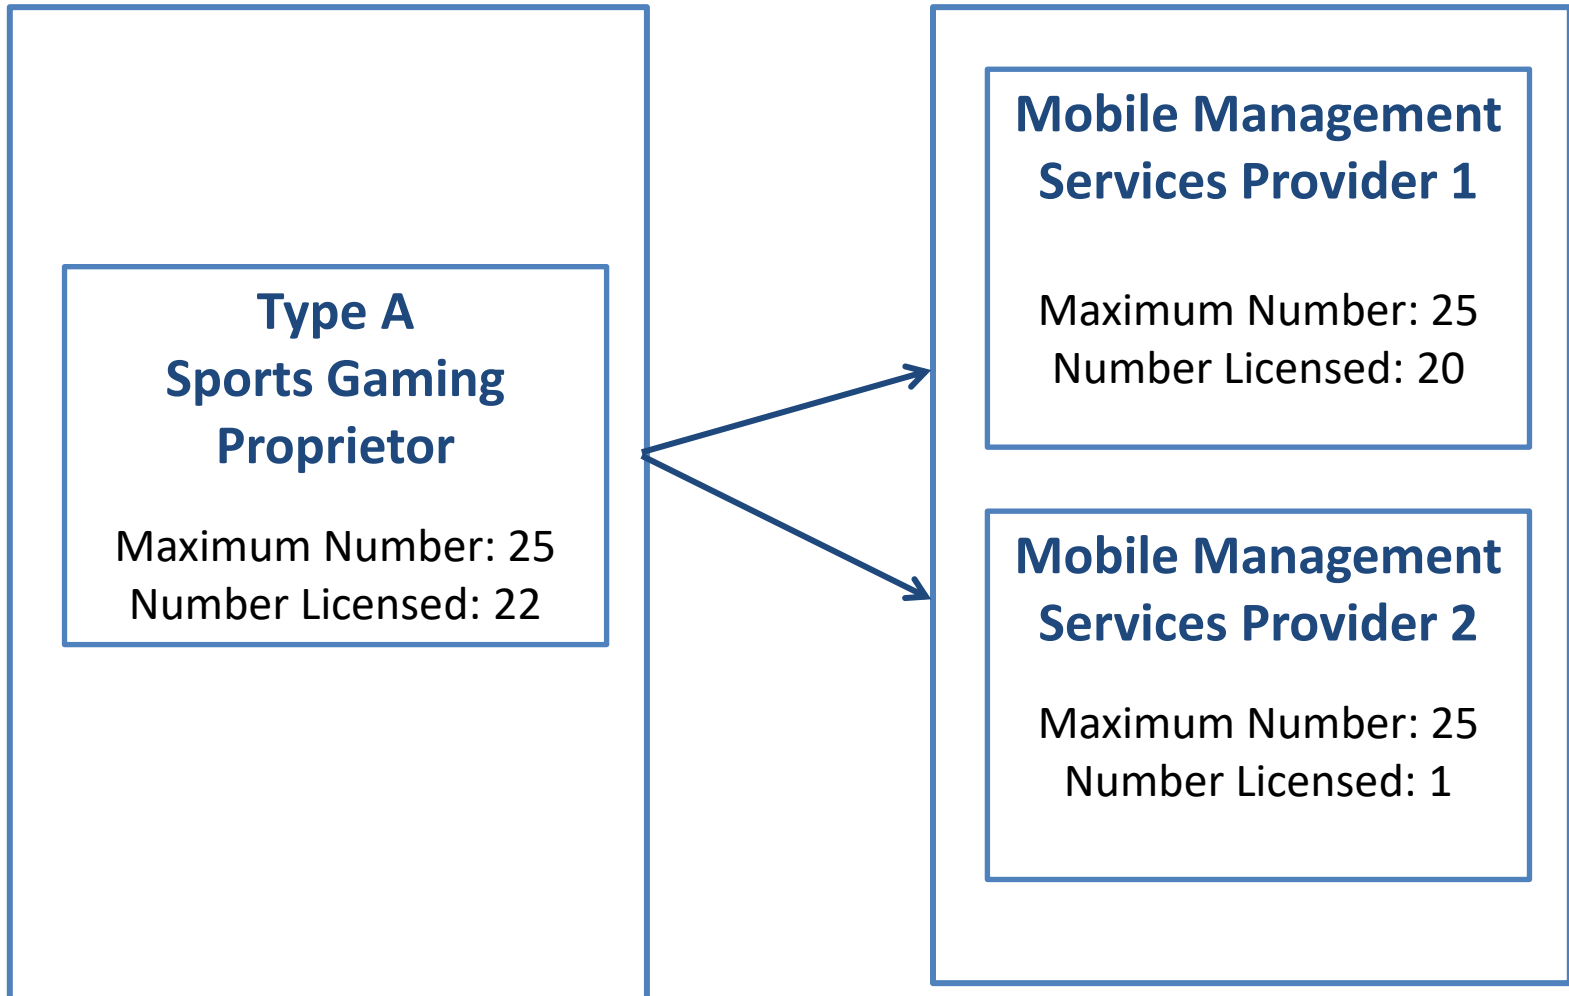 Type A
Sports Gaming
Proprietor
Maximum Number: 25
Number Licensed: 22
Mobile Management
Services Provider 1
Maximum Number: 25
Number Licensed: 20
Mobile Management
Services Provider 2
Maximum Number: 25
Number Licensed: 1